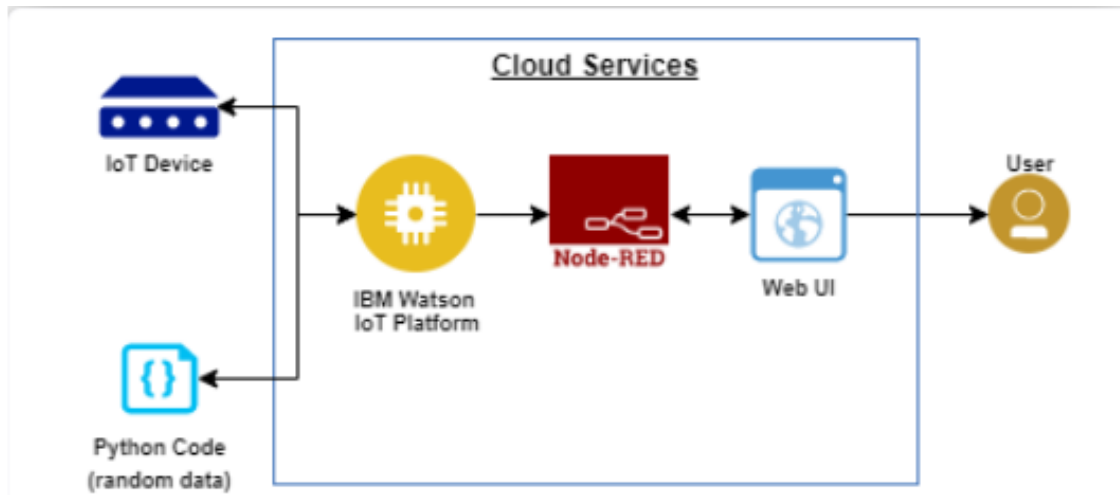 Cloud Services
IoT Device
User
Node-RED
Web UI
IBM Watson
IoT Platform
{}
Python Code
(random data)